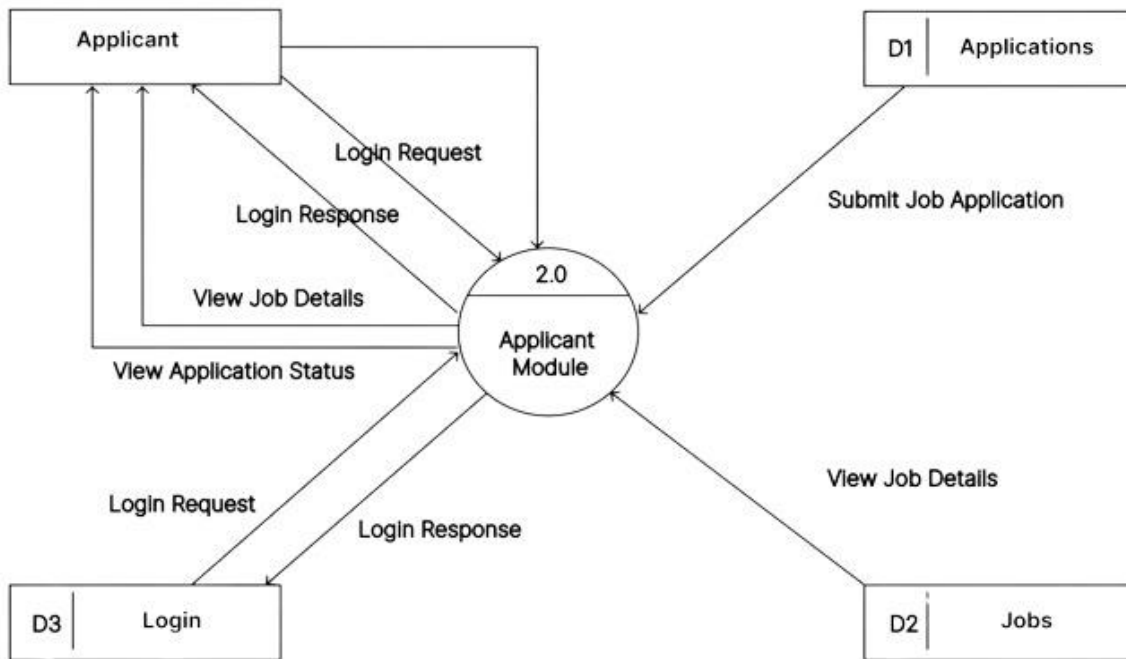 Applicant
D1 Applications
Login Request
Submit Job Application
Login Response
2.0
View Job Details
Applicant
Module
View Application Status
View Job Details
Login Request
Login Response
D3 Login
D2 Jobs